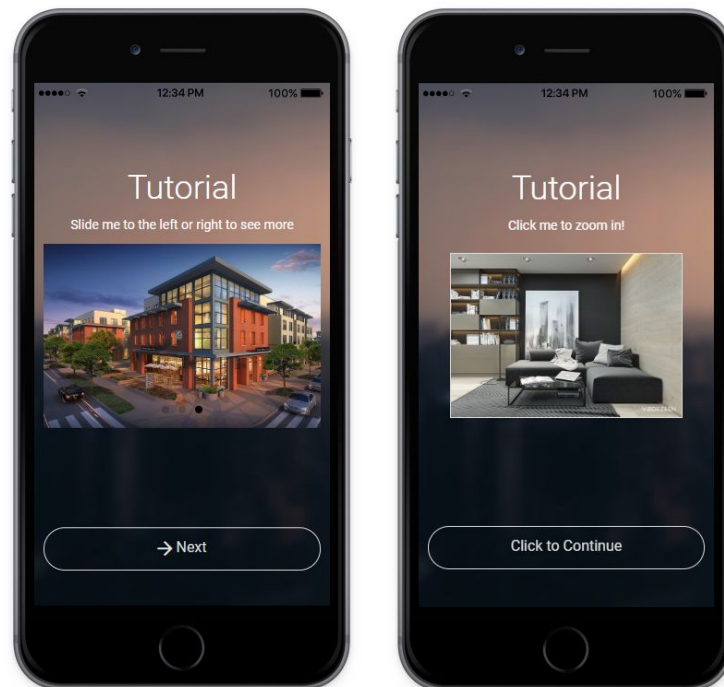 12:34 PM
100%
Tutorial
Slide me to the left or right to see more
→ Next
12:34 PM
100%
Tutorial
Click me to zoom in!
Click to Continue